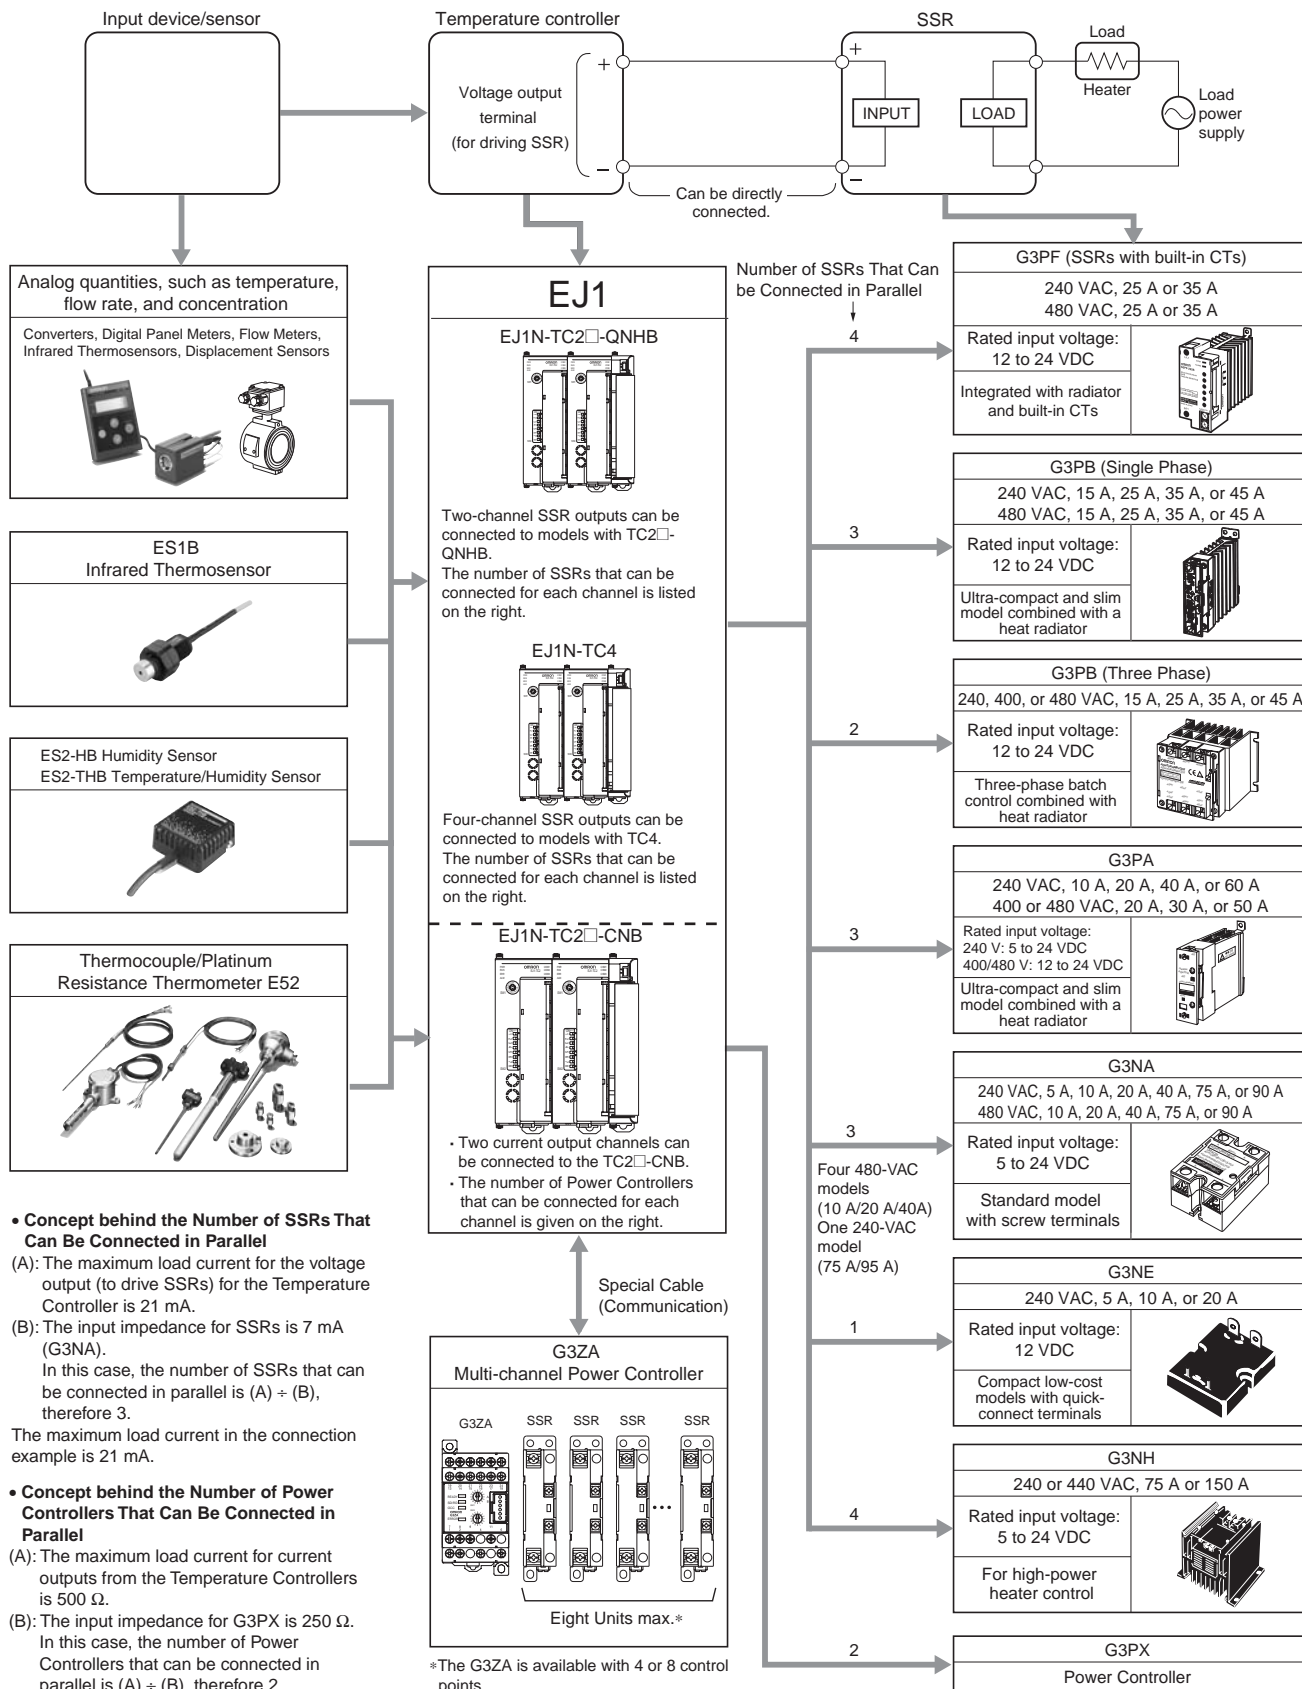 Input device/sensor
Temperature controller
SSR
Load
Heater
Load
power
supply
+
Voltage output
terminal
(for driving SSR)
−
+
INPUT
LOAD
−
Can be directly
connected.
Analog quantities, such as temperature,
flow rate, and concentration
Converters, Digital Panel Meters, Flow Meters,
Infrared Thermosensors, Displacement Sensors
ES1B
Infrared Thermosensor
ES2-HB Humidity Sensor
ES2-THB Temperature/Humidity Sensor
Thermocouple/Platinum
Resistance Thermometer E52
• Concept behind the Number of SSRs That
Can Be Connected in Parallel
(A): The maximum load current for the voltage
output (to drive SSRs) for the Temperature
Controller is 21 mA.
(B): The input impedance for SSRs is 7 mA
(G3NA).
In this case, the number of SSRs that can
be connected in parallel is (A) ÷ (B),
therefore 3.
The maximum load current in the connection
example is 21 mA.
• Concept behind the Number of Power
Controllers That Can Be Connected in
Parallel
(A): The maximum load current for current
outputs from the Temperature Controllers
is 500 Ω.
(B): The input impedance for G3PX is 250 Ω.
In this case, the number of Power
Controllers that can be connected in
parallel is (A) ÷ (B), therefore 2.
EJ1
EJ1N-TC2□-QNHB
Two-channel SSR outputs can be
connected to models with TC2□-
QNHB.
The number of SSRs that can be
connected for each channel is listed
on the right.
EJ1N-TC4
Four-channel SSR outputs can be
connected to models with TC4.
The number of SSRs that can be
connected for each channel is listed
on the right.
EJ1N-TC2□-CNB
· Two current output channels can
be connected to the TC2□-CNB.
· The number of Power Controllers
that can be connected for each
channel is given on the right.
Special Cable
(Communication)
G3ZA
Multi-channel Power Controller
G3ZA
SSR SSR SSR SSR
Eight Units max.*
*The G3ZA is available with 4 or 8 control
points.
Number of SSRs That Can
be Connected in Parallel
4
G3PF (SSRs with built-in CTs)
240 VAC, 25 A or 35 A
480 VAC, 25 A or 35 A
Rated input voltage:
12 to 24 VDC
Integrated with radiator
and built-in CTs
3
G3PB (Single Phase)
240 VAC, 15 A, 25 A, 35 A, or 45 A
480 VAC, 15 A, 25 A, 35 A, or 45 A
Rated input voltage:
12 to 24 VDC
Ultra-compact and slim
model combined with a
heat radiator
2
G3PB (Three Phase)
240, 400, or 480 VAC, 15 A, 25 A, 35 A, or 45 A
Rated input voltage:
12 to 24 VDC
Three-phase batch
control combined with
heat radiator
3
G3PA
240 VAC, 10 A, 20 A, 40 A, or 60 A
400 or 480 VAC, 20 A, 30 A, or 50 A
Rated input voltage:
240 V: 5 to 24 VDC
400/480 V: 12 to 24 VDC
Ultra-compact and slim
model combined with a
heat radiator
3
Four 480-VAC
models
(10 A/20 A/40A)
One 240-VAC
model
(75 A/95 A)
G3NA
240 VAC, 5 A, 10 A, 20 A, 40 A, 75 A, or 90 A
480 VAC, 10 A, 20 A, 40 A, 75 A, or 90 A
Rated input voltage:
5 to 24 VDC
Standard model
with screw terminals
1
G3NE
240 VAC, 5 A, 10 A, or 20 A
Rated input voltage:
12 VDC
Compact low-cost
models with quick-
connect terminals
4
G3NH
240 or 440 VAC, 75 A or 150 A
Rated input voltage:
5 to 24 VDC
For high-power
heater control
2
G3PX
Power Controller